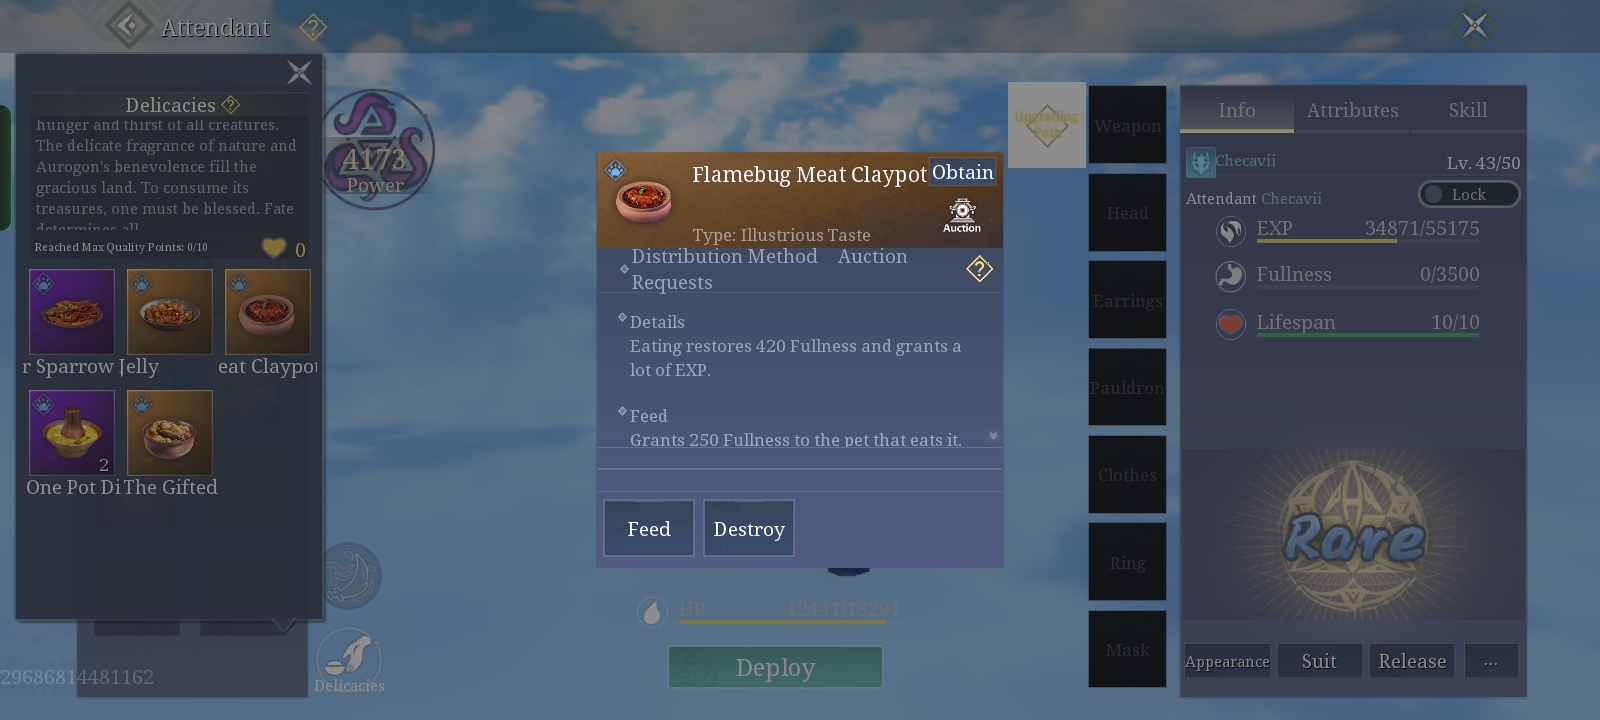 Attendant
?
Delicacies ?
hunger and thirst of all creatures.
The delicate fragrance of nature and
Aurogon's benevolence fill the
gracious land. To consume its
treasures, one must be blessed. Fate
determines all
Reached Max Quality Points: 0/10
0
r Sparrow
Jelly
eat Claypot
2
One Pot Di
The Gifted
4173
Power
Delicacies
29686814481162
Flamebug Meat Claypot
Obtain
Auction
Type: Illustrious Taste
Distribution Method Auction
Requests
?
Details
Eating restores 420 Fullness and grants a
lot of EXP.
Feed
Grants 250 Fullness to the pet that eats it.
Feed
Destroy
HP 12441/13291
Deploy
Upgrading
Path
Weapon
Head
Earrings
Pauldron
Clothes
Ring
Mask
Info
Attributes
Skill
Checavii
Lv. 43/50
Attendant Checavii
Lock
EXP 34871/55175
Fullness 0/3500
Lifespan 10/10
Rare
Appearance
Suit
Release
...